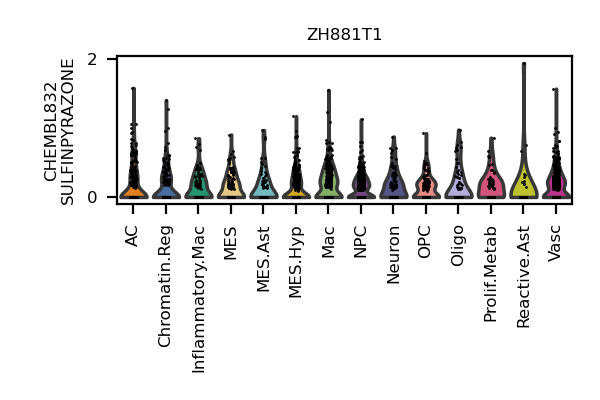 ZH881T1
CHEMBL832
SULFINPYRAZONE
2
0
AC
Chromatin.Reg
Inflammatory.Mac
MES
MES.Ast
MES.Hyp
Mac
NPC
Neuron
OPC
Oligo
Prolif.Metab
Reactive.Ast
Vasc